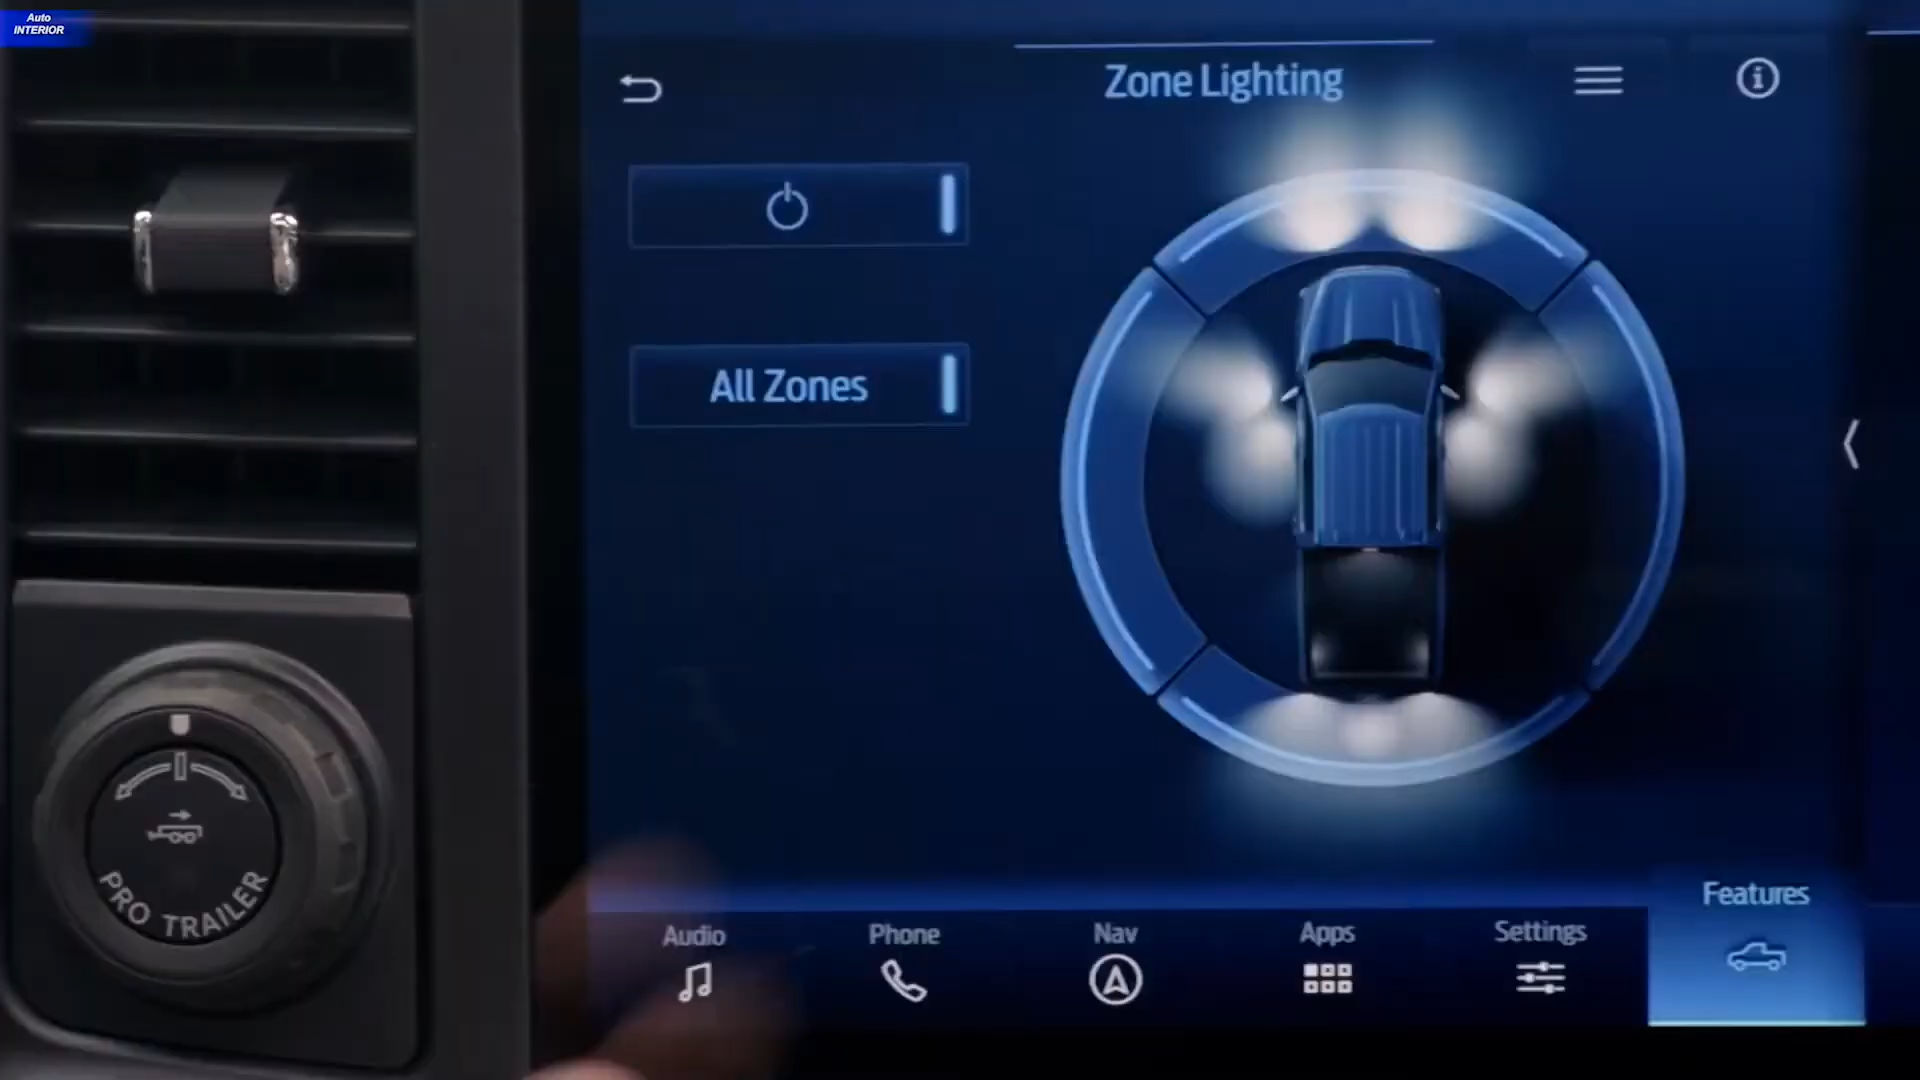 Auto
INTERIOR
Zone Lighting
All Zones
PRO TRAILER
Audio
Phone
Nav
Apps
Settings
Features